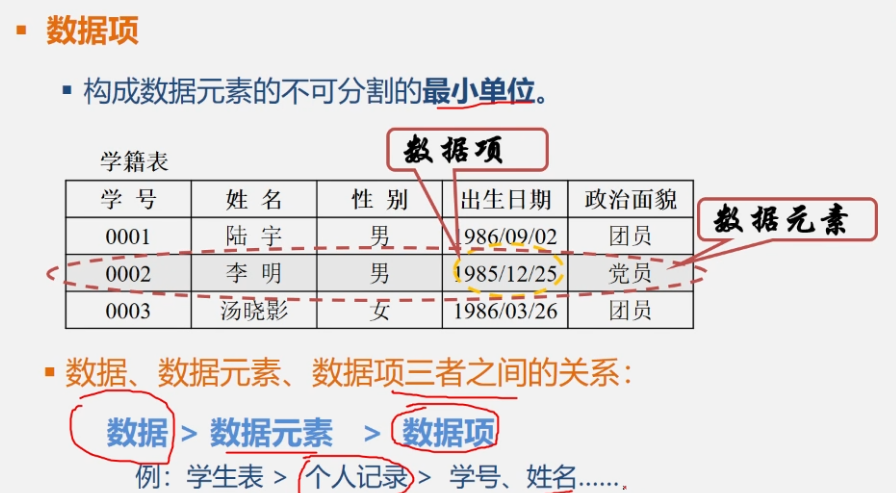 ▪ 数据项
▪ 构成数据元素的不可分割的最小单位。
数据项
学籍表
学 号 姓 名 性 别 出生日期 政治面貌
数据元素
0001 陆 宇 男 1986/09/02 团员
0002 李 明 男 1985/12/25 党员
0003 汤晓影 女 1986/03/26 团员
▪ 数据、数据元素、数据项三者之间的关系：
数据 > 数据元素 > 数据项
例：学生表 > 个人记录 > 学号、姓名......